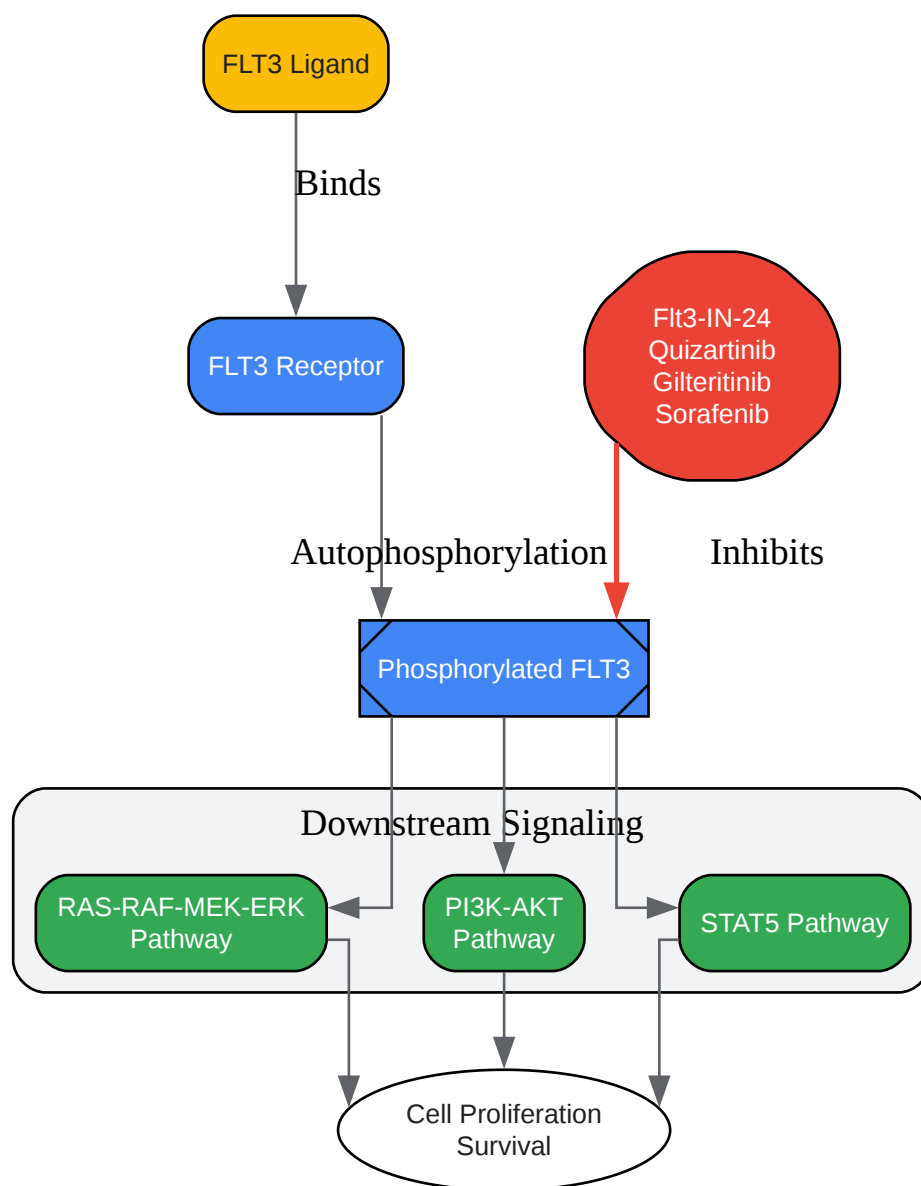 FLT3 Ligand
Binds
FLT3 Receptor
Flt3-IN-24
Quizartinib
Gilteritinib
Sorafenib
Autophosphorylation
Inhibits
Phosphorylated FLT3
Downstream Signaling
RAS-RAF-MEK-ERK
Pathway
PI3K-AKT
Pathway
STAT5 Pathway
Cell Proliferation
Survival